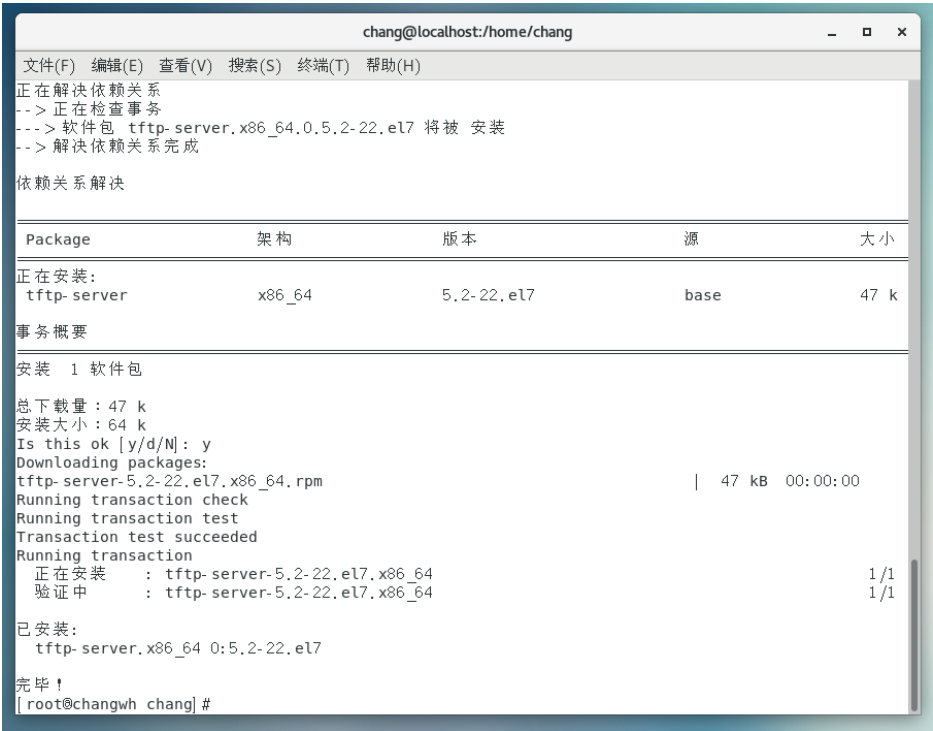 chang@localhost:/home/chang
文件(F) 编辑(E) 查看(V) 搜索(S) 终端(T) 帮助(H)
正在解决依赖关系
--> 正在检查事务
---> 软件包 tftp-server.x86_64.0.5.2-22.el7 将被 安装
--> 解决依赖关系完成
依赖关系解决
Package 架构 版本 源 大小
正在安装:
tftp-server x86_64 5.2-22.el7 base 47 k
事务概要
安装 1 软件包
总下载量：47 k
安装大小：64 k
Is this ok [y/d/N]: y
Downloading packages:
tftp-server-5.2-22.el7.x86_64.rpm | 47 kB 00:00:00
Running transaction check
Running transaction test
Transaction test succeeded
Running transaction
正在安装 : tftp-server-5.2-22.el7.x86_64 1/1
验证中 : tftp-server-5.2-22.el7.x86_64 1/1
已安装:
tftp-server.x86_64 0:5.2-22.el7
完毕！
[root@changwh chang]#